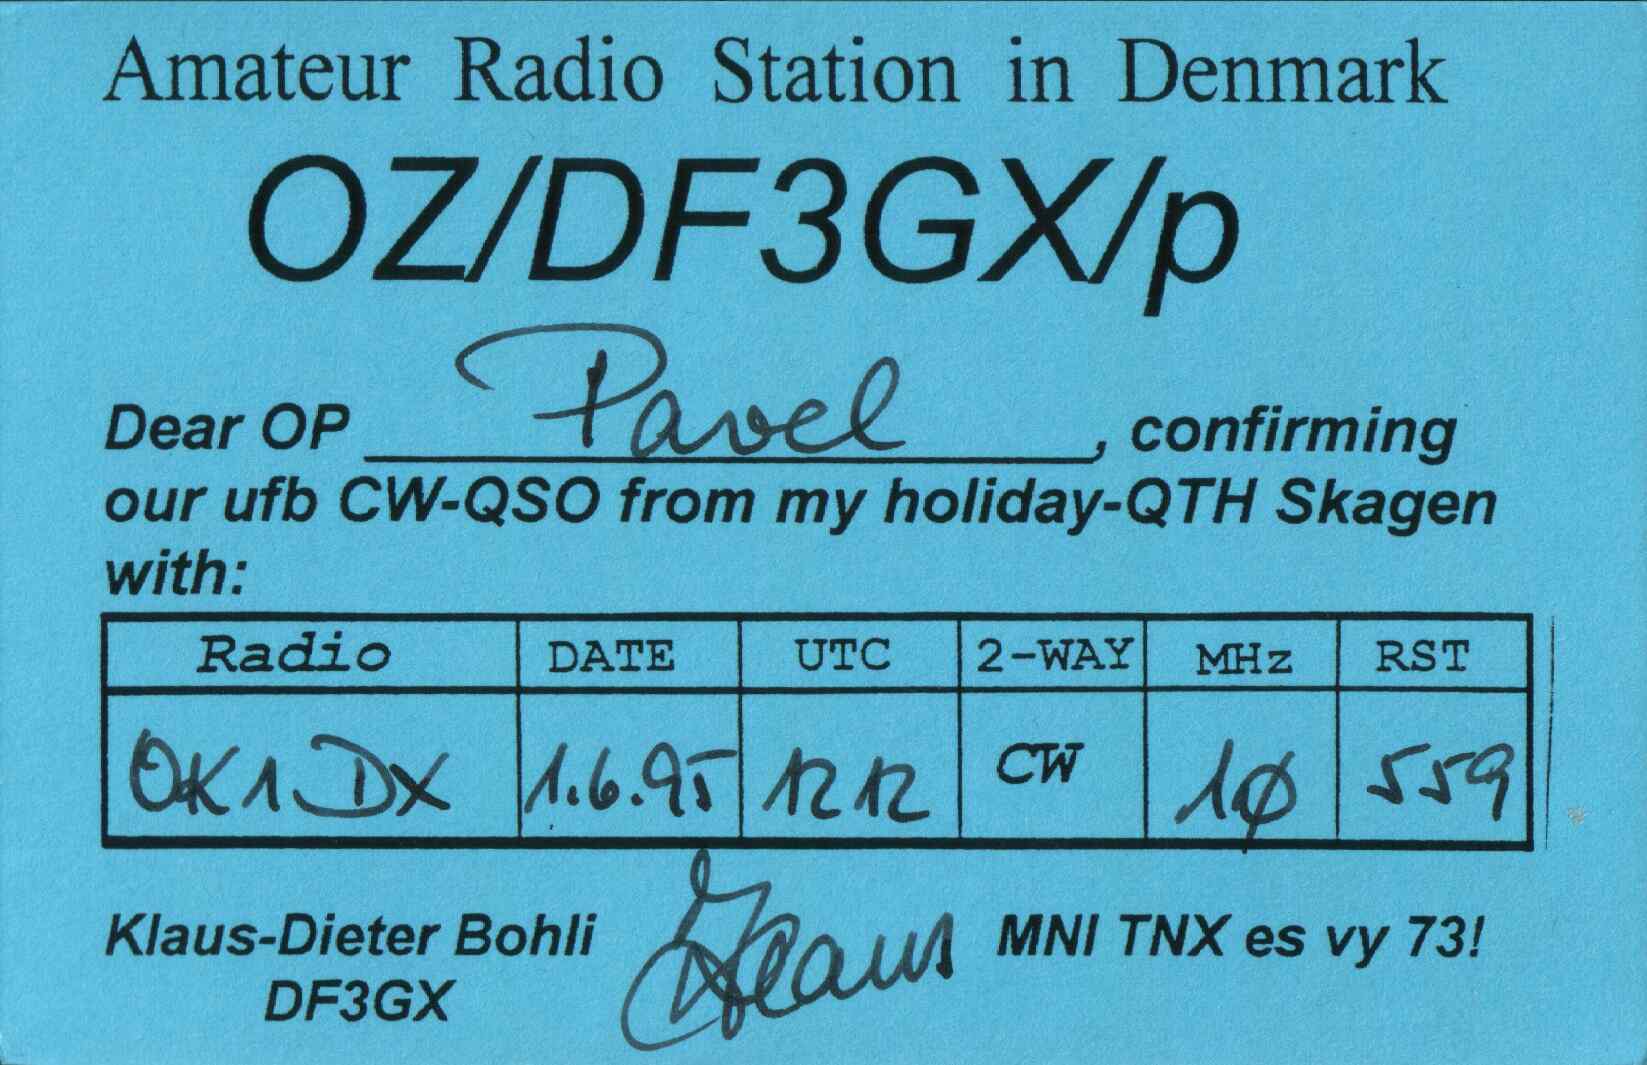 Amateur Radio Station in Denmark
OZ/DF3GX/p
Dear OP Pavel, confirming
our ufb CW-QSO from my holiday-QTH Skagen
with:
Radio DATE UTC 2-WAY MHz RST
OK1DX 1.6.95 1212 CW 1Ø 559
Klaus-Dieter Bohli Klaus MNI TNX es vy 73!
DF3GX